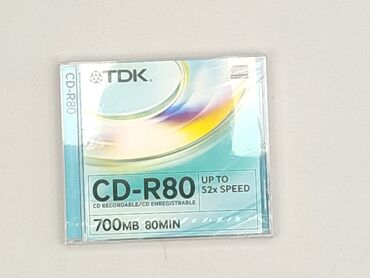 CD-R80
TDK
CD-R80
UP TO
52x SPEED
CD RECORDABLE/CD ENREGISTRABLE
700MB 80MIN